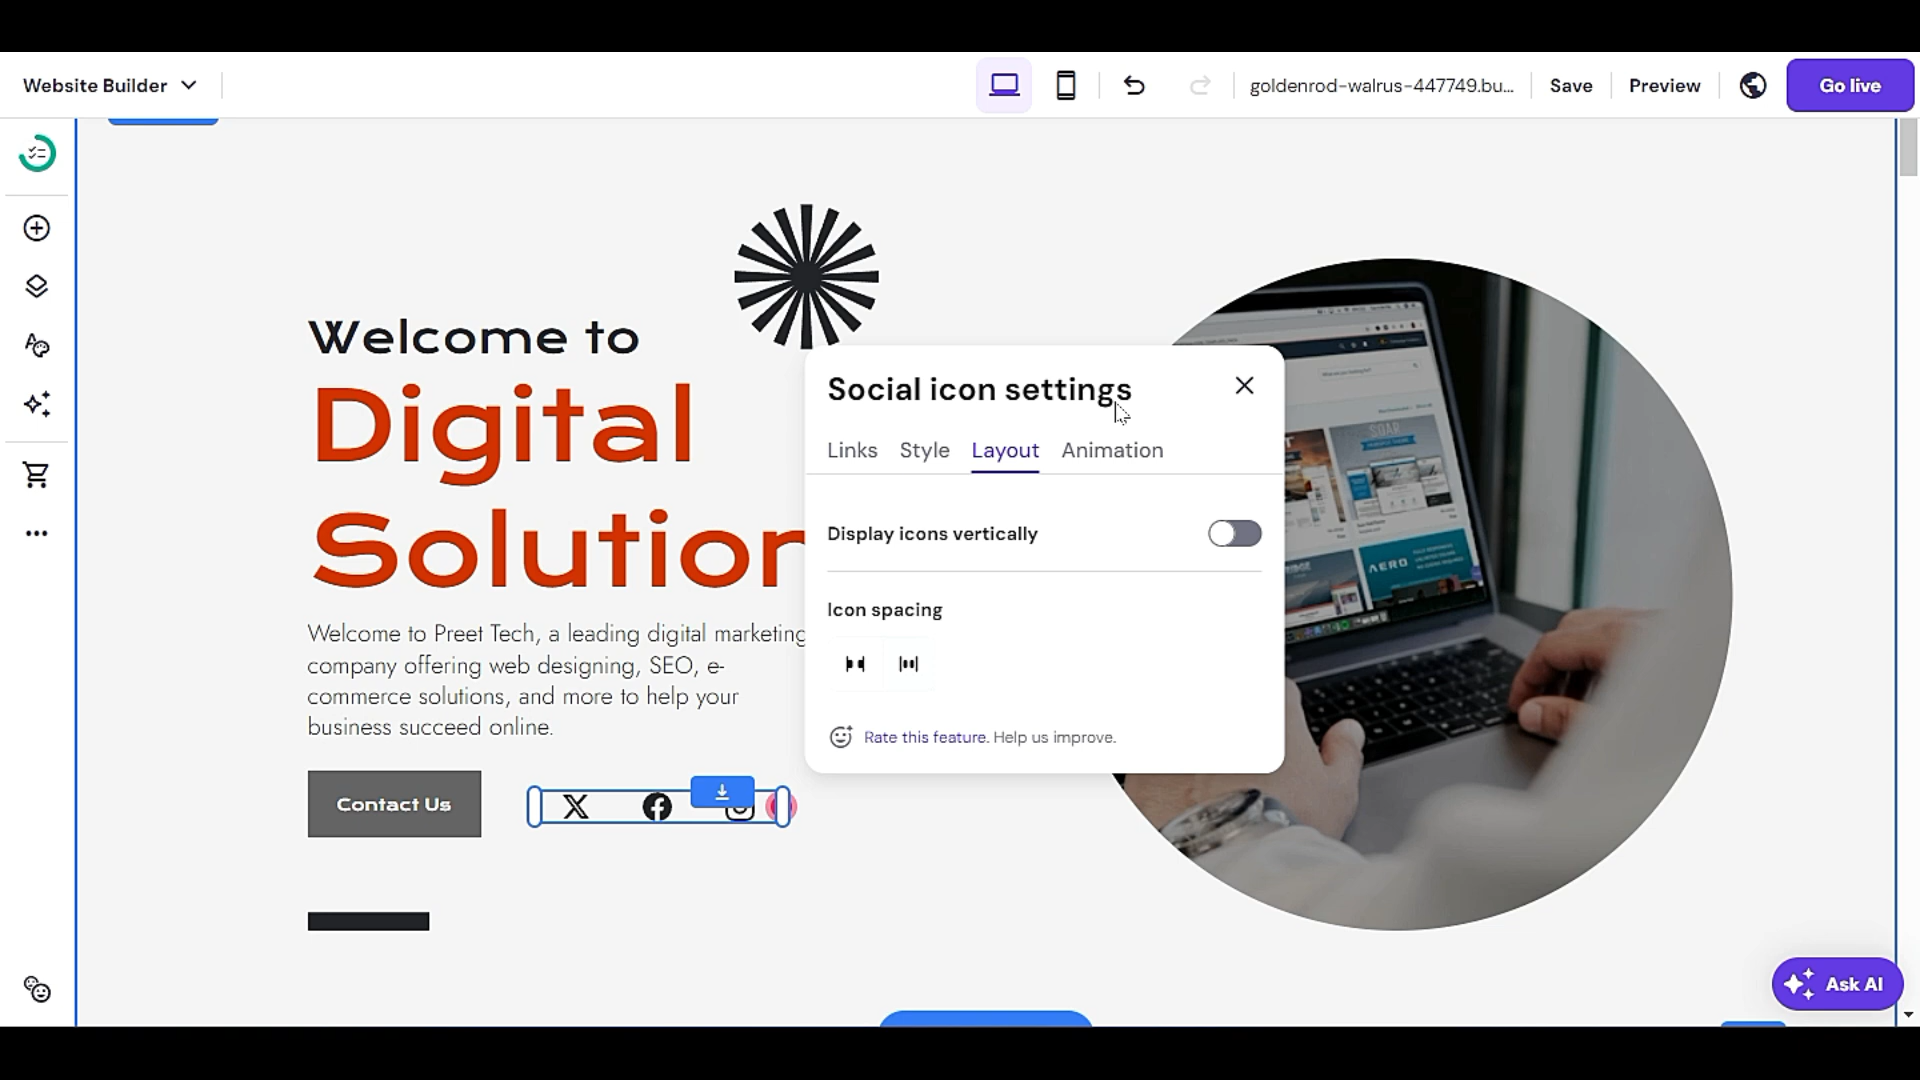 Website Builder
goldenrod-walrus-447749.bu...
Save
Preview
Go live
Welcome to
Digital
Solution
Welcome to Preet Tech, a leading digital marketing
company offering web designing, SEO, e-
commerce solutions, and more to help your
business succeed online.
Contact Us
Social icon settings
Links Style Layout Animation
Display icons vertically
Icon spacing
Rate this feature. Help us improve.
SOAP
AERO
Ask AI